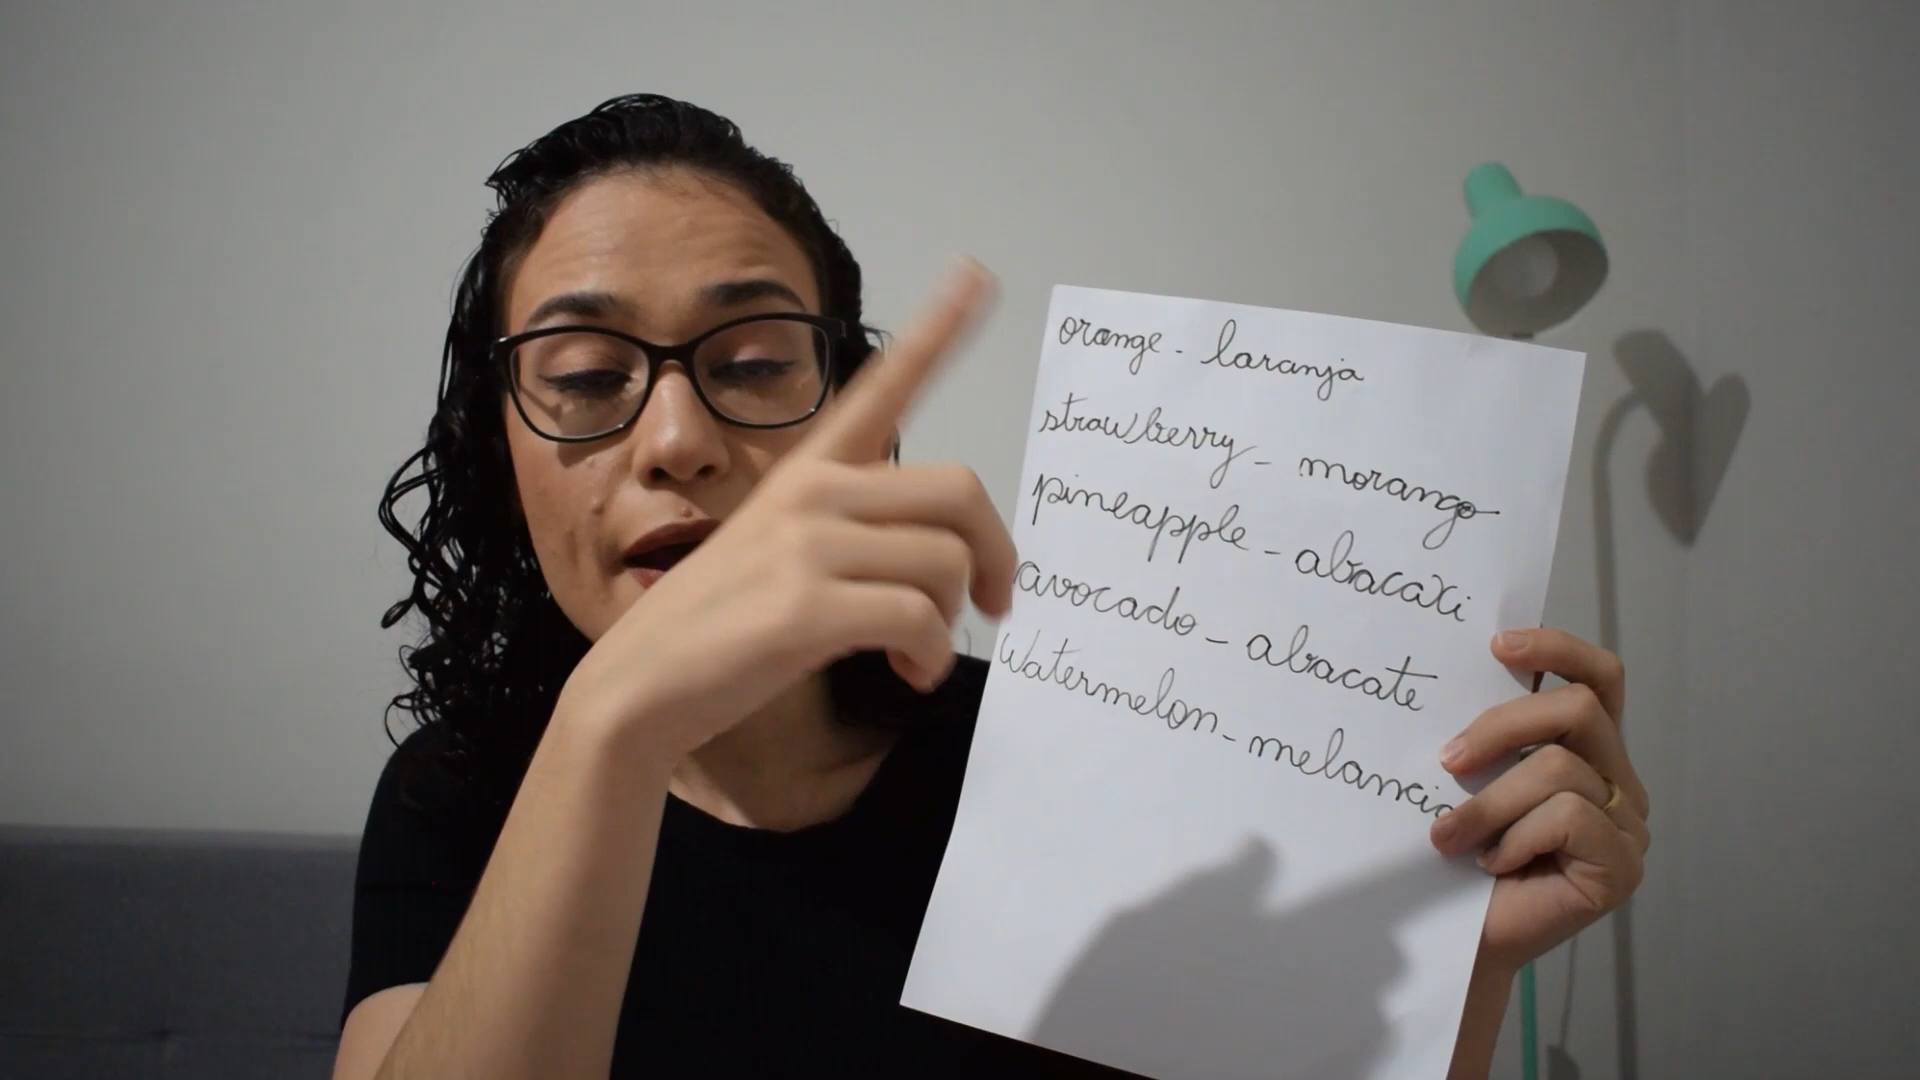 orange - laranja
strawberry - morango
pineapple - abacaxi
avocado - abacate
Watermelon - melancia